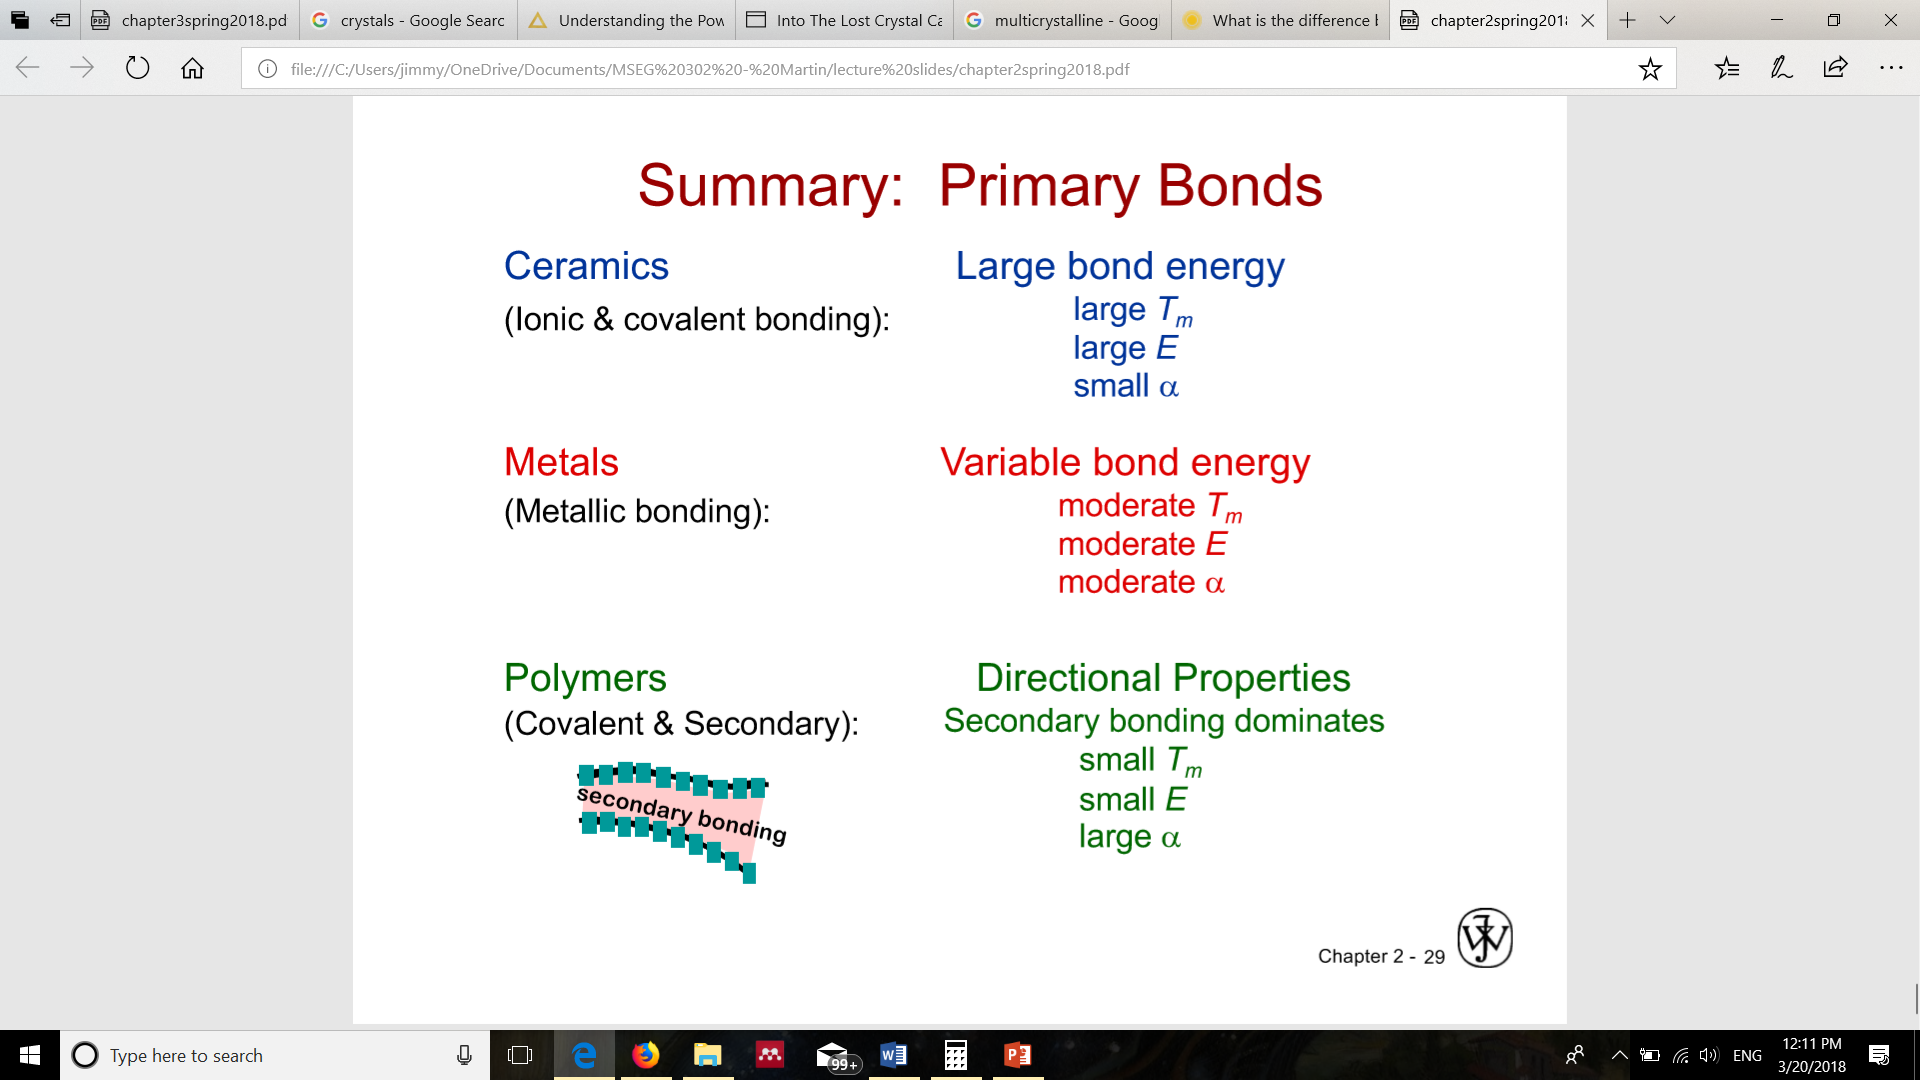 chapter3spring2018.pd
crystals - Google Searc
Understanding the Pow
Into The Lost Crystal Ca
multicrystalline - Goog
What is the difference b
chapter2spring2018
file:///C:/Users/jimmy/OneDrive/Documents/MSEG%20302%20-%20Martin/lecture%20slides/chapter2spring2018.pdf
Summary: Primary Bonds
Ceramics
(Ionic & covalent bonding):
Large bond energy
large Tm
large E
small α
Metals
(Metallic bonding):
Variable bond energy
moderate Tm
moderate E
moderate α
Polymers
(Covalent & Secondary):
secondary bonding
Directional Properties
Secondary bonding dominates
small Tm
small E
large α
Chapter 2 - 29
Type here to search
99+
ENG
12:11 PM
3/20/2018